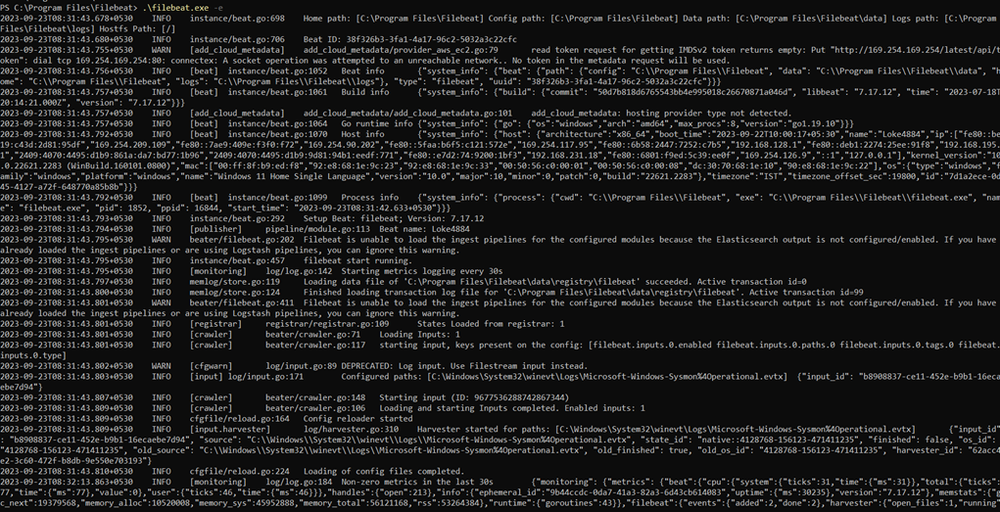 PS C:\Program Files\Filebeat> .\filebeat.exe -e
2023-09-23T08:31:43.678+0530 INFO instance/beat.go:698 Home path: [C:\Program Files\Filebeat] Config path: [C:\Program Files\Filebeat] Data path: [C:\Program Files\Filebeat\data] Logs path: [C:\Program
Files\Filebeat\logs] Hostfs Path: [/]
2023-09-23T08:31:43.680+0530 INFO instance/beat.go:706 Beat ID: 38f326b3-3fa1-4a17-96c2-5032a3c22cfc
2023-09-23T08:31:43.755+0530 WARN [add_cloud_metadata] add_cloud_metadata/provider_aws_ec2.go:79 read token request for getting IMDSv2 token returns empty: Put "http://169.254.169.254/latest/api/t
oken": dial tcp 169.254.169.254:80: connectex: A socket operation was attempted to an unreachable network.. No token in the metadata request will be used.
2023-09-23T08:31:43.756+0530 INFO [beat] instance/beat.go:1052 Beat info {"system_info": {"beat": {"path": {"config": "C:\\Program Files\\Filebeat", "data": "C:\\Program Files\\Filebeat\\data", "h
ome": "C:\\Program Files\\Filebeat", "logs": "C:\\Program Files\\Filebeat\\logs"}, "type": "filebeat", "uuid": "38f326b3-3fa1-4a17-96c2-5032a3c22cfc"}}}
2023-09-23T08:31:43.757+0530 INFO [beat] instance/beat.go:1061 Build info {"system_info": {"build": {"commit": "50d7b818d6765543bb4e995018c26670871a046d", "libbeat": "7.17.12", "time": "2023-07-18T
20:14:21.000Z", "version": "7.17.12"}}}
2023-09-23T08:31:43.757+0530 INFO [add_cloud_metadata] add_cloud_metadata/add_cloud_metadata.go:101 add_cloud_metadata: hosting provider type not detected.
2023-09-23T08:31:43.757+0530 INFO [beat] instance/beat.go:1064 Go runtime info {"system_info": {"go": {"os":"windows","arch":"amd64","max_procs":8,"version":"go1.19.10"}}}
2023-09-23T08:31:43.792+0530 INFO [beat] instance/beat.go:1070 Host info {"system_info": {"host": {"architecture":"x86_64","boot_time":"2023-09-22T10:00:17+05:30","name":"Loke4884","ip":["fe80::be
19:c43d:2d81:95df","169.254.209.109","fe80::7ae9:409e:f3f0:f72","169.254.90.202","fe80::5faa:b6f5:c121:572e","169.254.117.95","fe80::6b58:2447:7252:c7b5","192.168.128.1","fe80::deb1:2274:25ee:91f8","192.168.195.
1","2409:4070:4495:d1b9:861a:da7:bd77:1b96","2409:4070:4495:d1b9:9d81:94b1:eedf:771","fe80::e7d2:74:9200:1bf3","192.168.231.18","fe80::6801:f9ed:5c39:ee0f","169.254.126.9","::1","127.0.0.1"],"kernel_version":"10
.0.22621.2283 (WinBuild.160101.0800)","mac":["00:ff:8f:b9:ed:f8","92:e8:68:1e:9c:23","92:e8:68:1e:9c:33","00:50:56:c0:00:01","00:50:56:c0:00:08","dc:30:70:68:1e:10","90:e8:68:1e:9c:22"],"os":{"type":"windows","f
amily":"windows","platform":"windows","name":"Windows 11 Home Single Language","version":"10.0","major":10,"minor":0,"patch":0,"build":"22621.2283"},"timezone":"IST","timezone_offset_sec":19800,"id":"7d1a2ece-0d
45-4127-a72f-648770a85b8b"}}}
2023-09-23T08:31:43.792+0530 INFO [beat] instance/beat.go:1099 Process info {"system_info": {"process": {"cwd": "C:\\Program Files\\Filebeat", "exe": "C:\\Program Files\\Filebeat\\filebeat.exe", "nam
e": "filebeat.exe", "pid": 1852, "ppid": 16844, "start_time": "2023-09-23T08:31:42.633+0530"}}}
2023-09-23T08:31:43.793+0530 INFO instance/beat.go:292 Setup Beat: filebeat; Version: 7.17.12
2023-09-23T08:31:43.794+0530 INFO [publisher] pipeline/module.go:113 Beat name: Loke4884
2023-09-23T08:31:43.795+0530 WARN beater/filebeat.go:202 Filebeat is unable to load the ingest pipelines for the configured modules because the Elasticsearch output is not configured/enabled. If you have
already loaded the ingest pipelines or are using Logstash pipelines, you can ignore this warning.
2023-09-23T08:31:43.795+0530 INFO instance/beat.go:457 filebeat start running.
2023-09-23T08:31:43.795+0530 INFO [monitoring] log/log.go:142 Starting metrics logging every 30s
2023-09-23T08:31:43.797+0530 INFO memlog/store.go:119 Loading data file of 'C:\Program Files\Filebeat\data\registry\filebeat' succeeded. Active transaction id=0
2023-09-23T08:31:43.800+0530 INFO memlog/store.go:124 Finished loading transaction log file for 'C:\Program Files\Filebeat\data\registry\filebeat'. Active transaction id=99
2023-09-23T08:31:43.801+0530 WARN beater/filebeat.go:411 Filebeat is unable to load the ingest pipelines for the configured modules because the Elasticsearch output is not configured/enabled. If you have
already loaded the ingest pipelines or are using Logstash pipelines, you can ignore this warning.
2023-09-23T08:31:43.801+0530 INFO [registrar] registrar/registrar.go:109 States Loaded from registrar: 1
2023-09-23T08:31:43.801+0530 INFO [crawler] beater/crawler.go:71 Loading Inputs: 1
2023-09-23T08:31:43.801+0530 INFO [crawler] beater/crawler.go:117 starting input, keys present on the config: [filebeat.inputs.0.enabled filebeat.inputs.0.paths.0 filebeat.inputs.0.tags.0 filebeat.
inputs.0.type]
2023-09-23T08:31:43.802+0530 WARN [cfgwarn] log/input.go:89 DEPRECATED: Log input. Use Filestream input instead.
2023-09-23T08:31:43.803+0530 INFO [input] log/input.go:171 Configured paths: [C:\Windows\System32\winevt\Logs\Microsoft-Windows-Sysmon%4Operational.evtx] {"input_id": "b8908837-ce11-452e-b9b1-16eca
ebe7d94"}
2023-09-23T08:31:43.807+0530 INFO [crawler] beater/crawler.go:148 Starting input (ID: 9677536288742867344)
2023-09-23T08:31:43.809+0530 INFO [crawler] beater/crawler.go:106 Loading and starting Inputs completed. Enabled inputs: 1
2023-09-23T08:31:43.809+0530 INFO cfgfile/reload.go:164 Config reloader started
2023-09-23T08:31:43.809+0530 INFO [input.harvester] log/harvester.go:310 Harvester started for paths: [C:\Windows\System32\winevt\Logs\Microsoft-Windows-Sysmon%4Operational.evtx] {"input_id"
: "b8908837-ce11-452e-b9b1-16ecaebe7d94", "source": "C:\\Windows\\System32\\winevt\\Logs\\Microsoft-Windows-Sysmon%4Operational.evtx", "state_id": "native::4128768-156123-471411235", "finished": false, "os_id":
"4128768-156123-471411235", "old_source": "C:\\Windows\\System32\\winevt\\Logs\\Microsoft-Windows-Sysmon%4Operational.evtx", "old_finished": true, "old_os_id": "4128768-156123-471411235", "harvester_id": "62acc4
e2-3c60-472f-b8db-9e550e703193"}
2023-09-23T08:31:43.810+0530 INFO cfgfile/reload.go:224 Loading of config files completed.
2023-09-23T08:32:13.863+0530 INFO [monitoring] log/log.go:184 Non-zero metrics in the last 30s {"monitoring": {"metrics": {"beat":{"cpu":{"system":{"ticks":31,"time":{"ms":31}},"total":{"ticks":
77,"time":{"ms":77},"value":0},"user":{"ticks":46,"time":{"ms":46}}},"handles":{"open":213},"info":{"ephemeral_id":"9b44ccdc-0da7-41a3-82a3-6d43cb614083","uptime":{"ms":30235},"version":"7.17.12"},"memstats":{"g
c_next":19379568,"memory_alloc":10520008,"memory_sys":45952888,"memory_total":56121168,"rss":53264384},"runtime":{"goroutines":43}},"filebeat":{"events":{"added":2,"done":2},"harvester":{"open_files":1,"running"